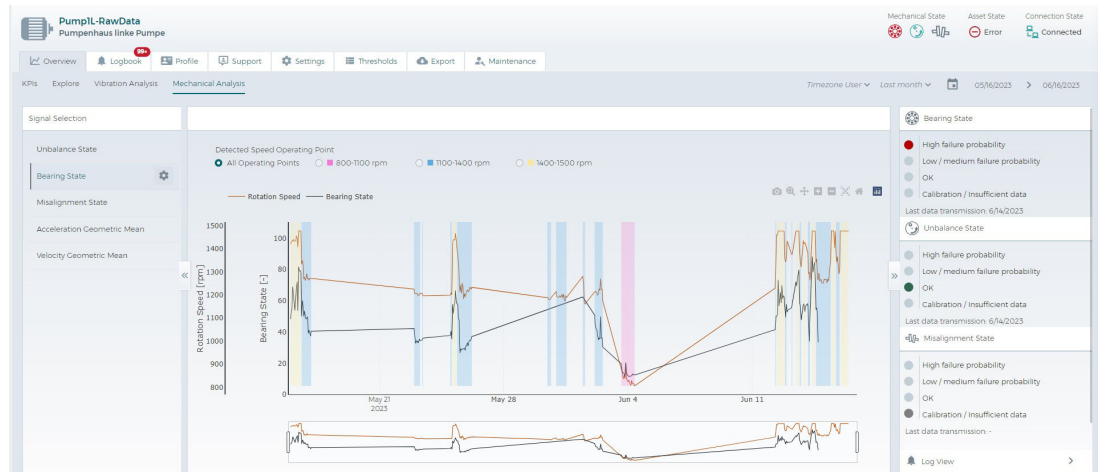 Pump1L-RawData
Pumpenhaus linke Pumpe
Mechanical State
Asset State
Connection State
Error
Connected
Overview
Logbook
99+
Profile
Support
Settings
Thresholds
Export
Maintenance
KPIs
Explore
Vibration Analysis
Mechanical Analysis
Timezone User
Last month
05/16/2023
06/16/2023
Signal Selection
Unbalance State
Bearing State
Misalignment State
Acceleration Geometric Mean
Velocity Geometric Mean
Detected Speed Operating Point
All Operating Points
800-1100 rpm
1100-1400 rpm
1400-1500 rpm
Rotation Speed
Bearing State
Rotation Speed [rpm]
1500
1400
1300
1200
1100
1000
900
800
Bearing State [-]
100
80
60
40
20
0
May 21
2023
May 28
Jun 4
Jun 11
Bearing State
High failure probability
Low / medium failure probability
OK
Calibration / Insufficient data
Last data transmission: 6/14/2023
Unbalance State
High failure probability
Low / medium failure probability
OK
Calibration / Insufficient data
Last data transmission: 6/14/2023
Misalignment State
High failure probability
Low / medium failure probability
OK
Calibration / Insufficient data
Last data transmission: -
Log View